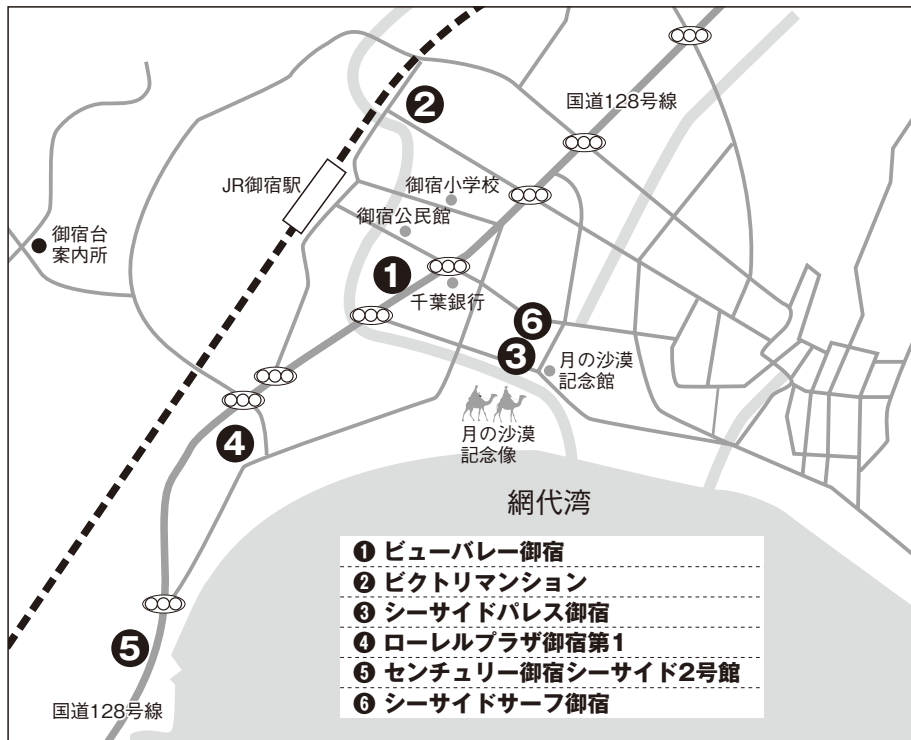 ❷
国道128号線
JR御宿駅
御宿小学校
御宿公民館
御宿台
案内所
❶
千葉銀行
❻
❸
月の沙漠
記念館
月の沙漠
記念像
❹
網代湾
❺
国道128号線
❶ ビューバレー御宿
❷ ビクトリマンション
❸ シーサイドパレス御宿
❹ ローレルプラザ御宿第1
❺ センチュリー御宿シーサイド2号館
❻ シーサイドサーフ御宿